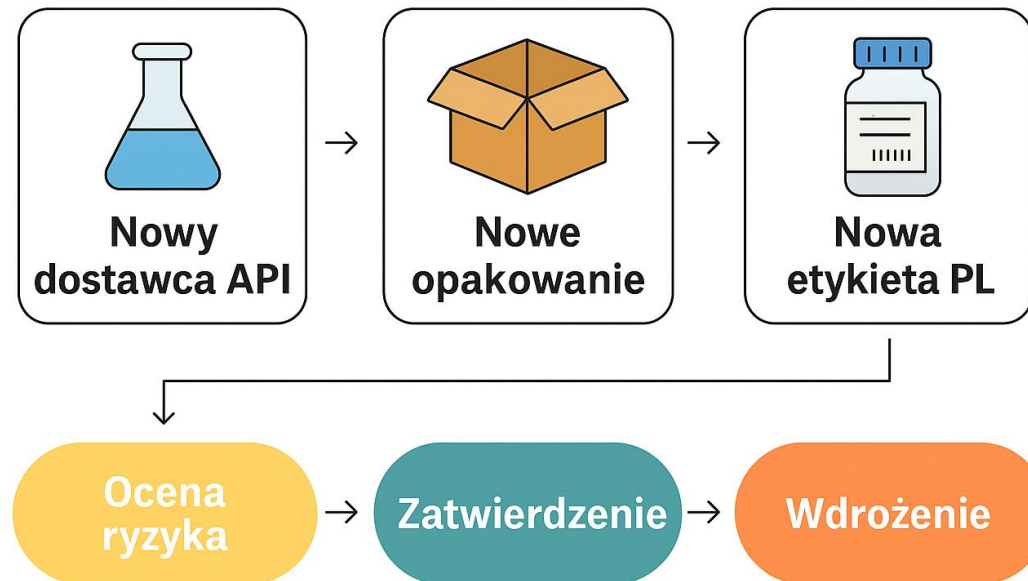 Nowy
dostawca API
Nowe
opakowanie
Nowa
etykieta PL
Ocena
ryzyka
Zatwierdzenie
Wdrożenie